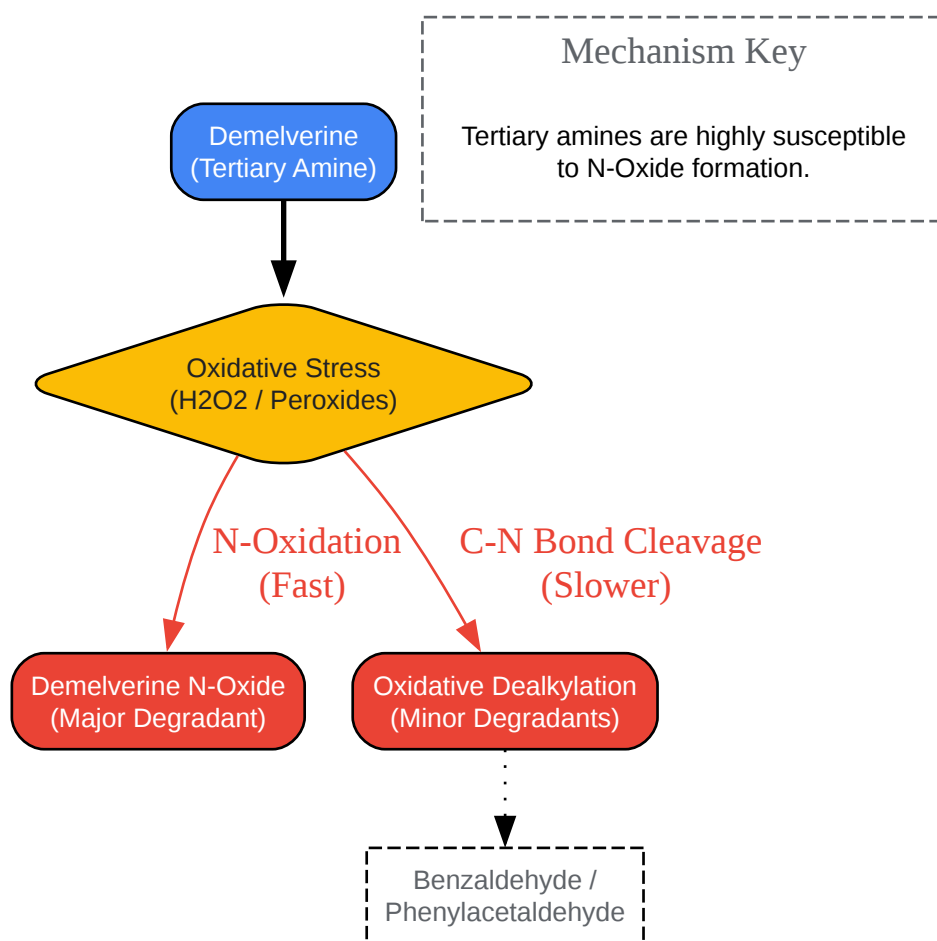 Mechanism Key
Tertiary amines are highly susceptible
to N-Oxide formation.
Demelverine
(Tertiary Amine)
Oxidative Stress
(H2O2 / Peroxides)
N-Oxidation
(Fast)
C-N Bond Cleavage
(Slower)
Demelverine N-Oxide
(Major Degradant)
Oxidative Dealkylation
(Minor Degradants)
Benzaldehyde /
Phenylacetaldehyde